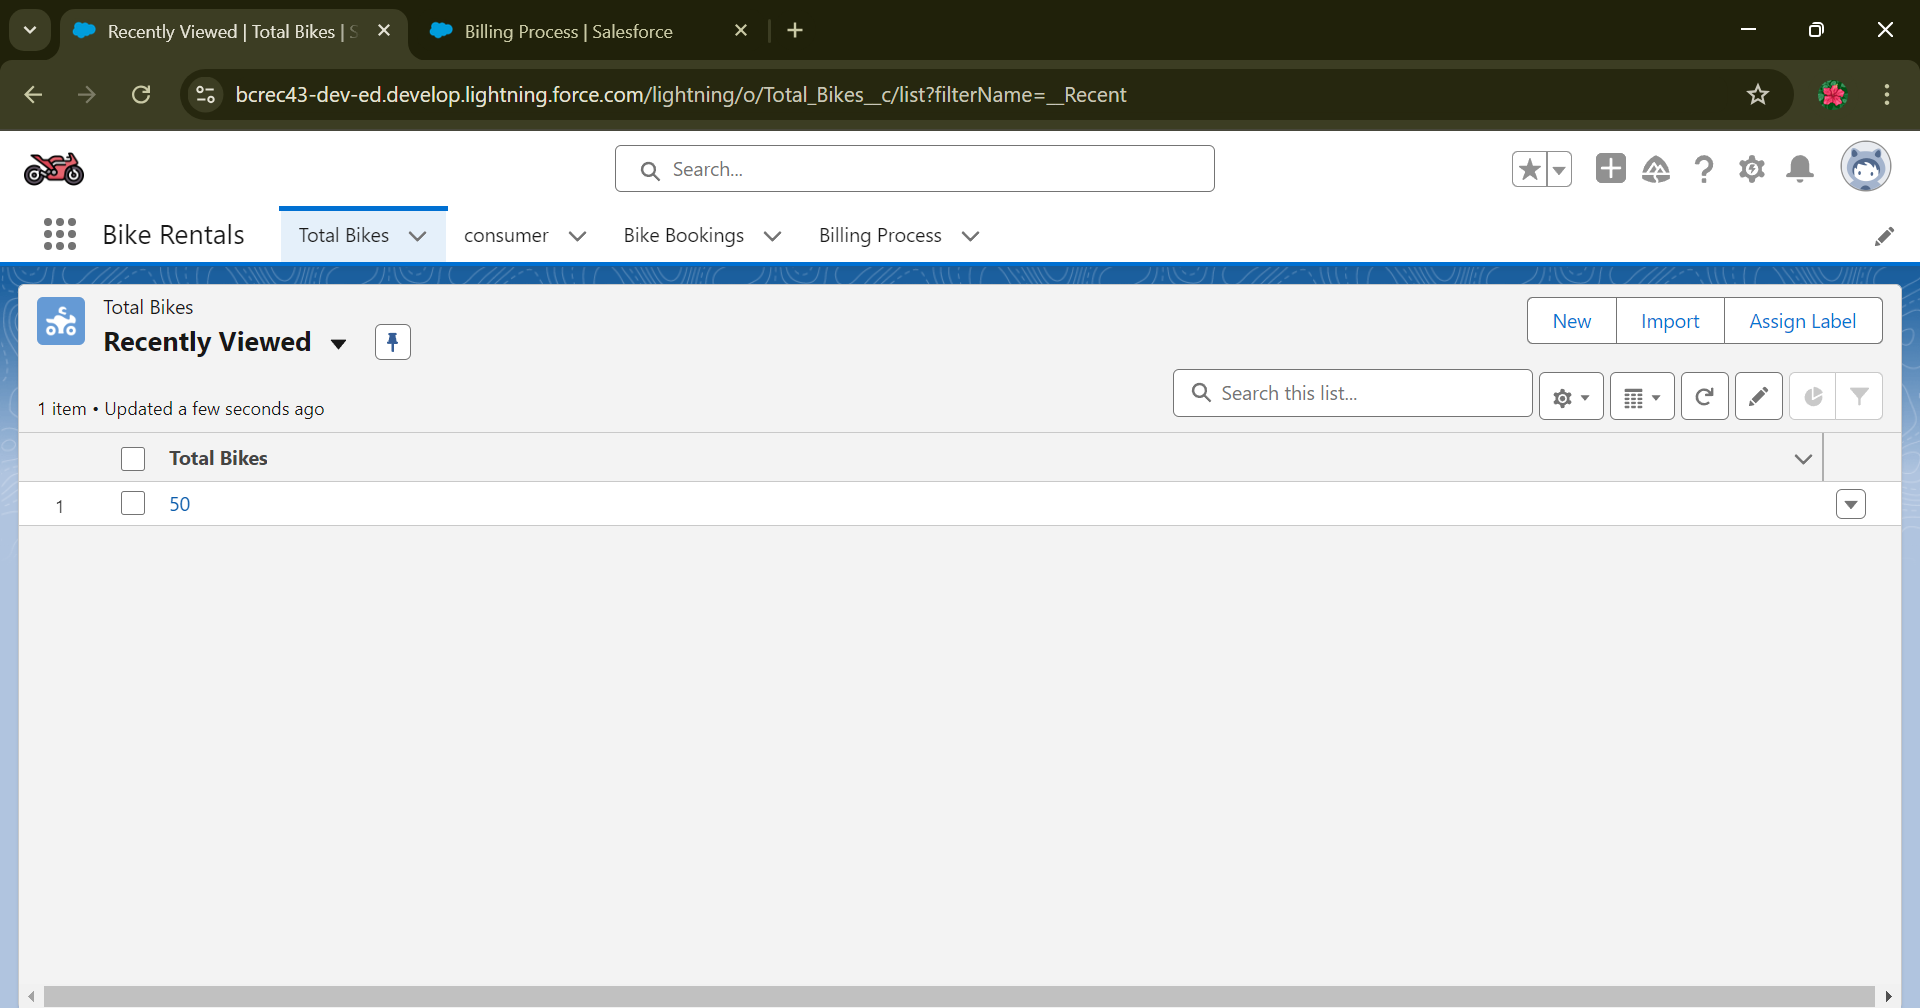 Recently Viewed | Total Bikes | S
Billing Process | Salesforce
bcrec43-dev-ed.develop.lightning.force.com/lightning/o/Total_Bikes__c/list?filterName=__Recent
Search...
Bike Rentals
Total Bikes
consumer
Bike Bookings
Billing Process
Total Bikes
Recently Viewed
New
Import
Assign Label
1 item • Updated a few seconds ago
Search this list...
Total Bikes
1
50